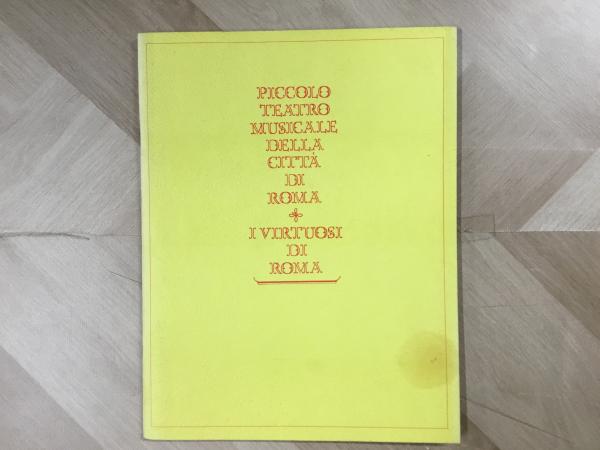 PICCOLO
TEATRO
MUSICALE
DELLA
CITTÀ
DI
ROMA
I VIRTUOSI
DI
ROMA